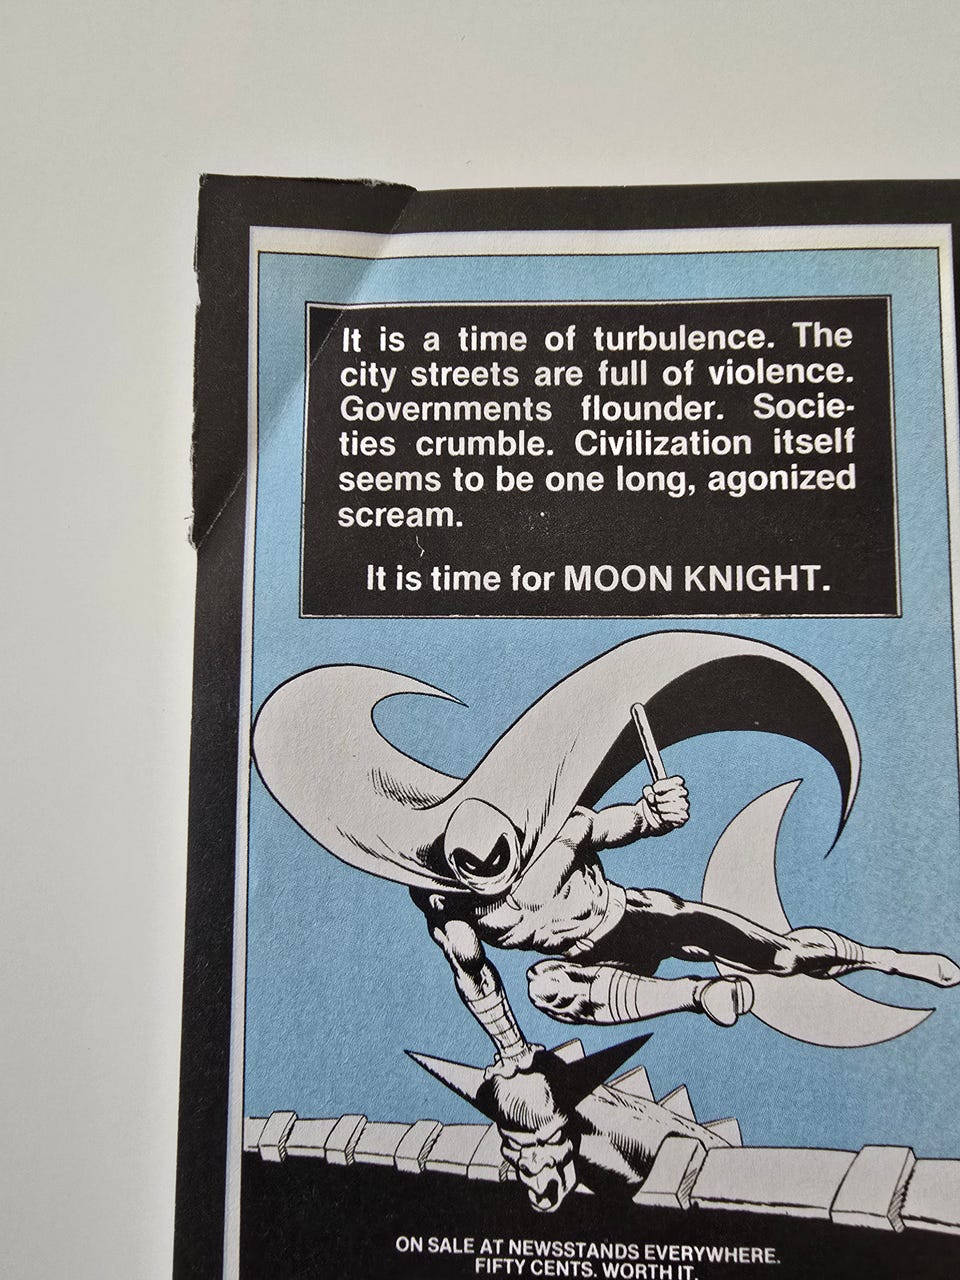 It is a time of turbulence. The
city streets are full of violence.
Governments flounder. Socie-
ties crumble. Civilization itself
seems to be one long, agonized
scream.
It is time for MOON KNIGHT.
ON SALE AT NEWSSTANDS EVERYWHERE.
FIFTY CENTS. WORTH IT.